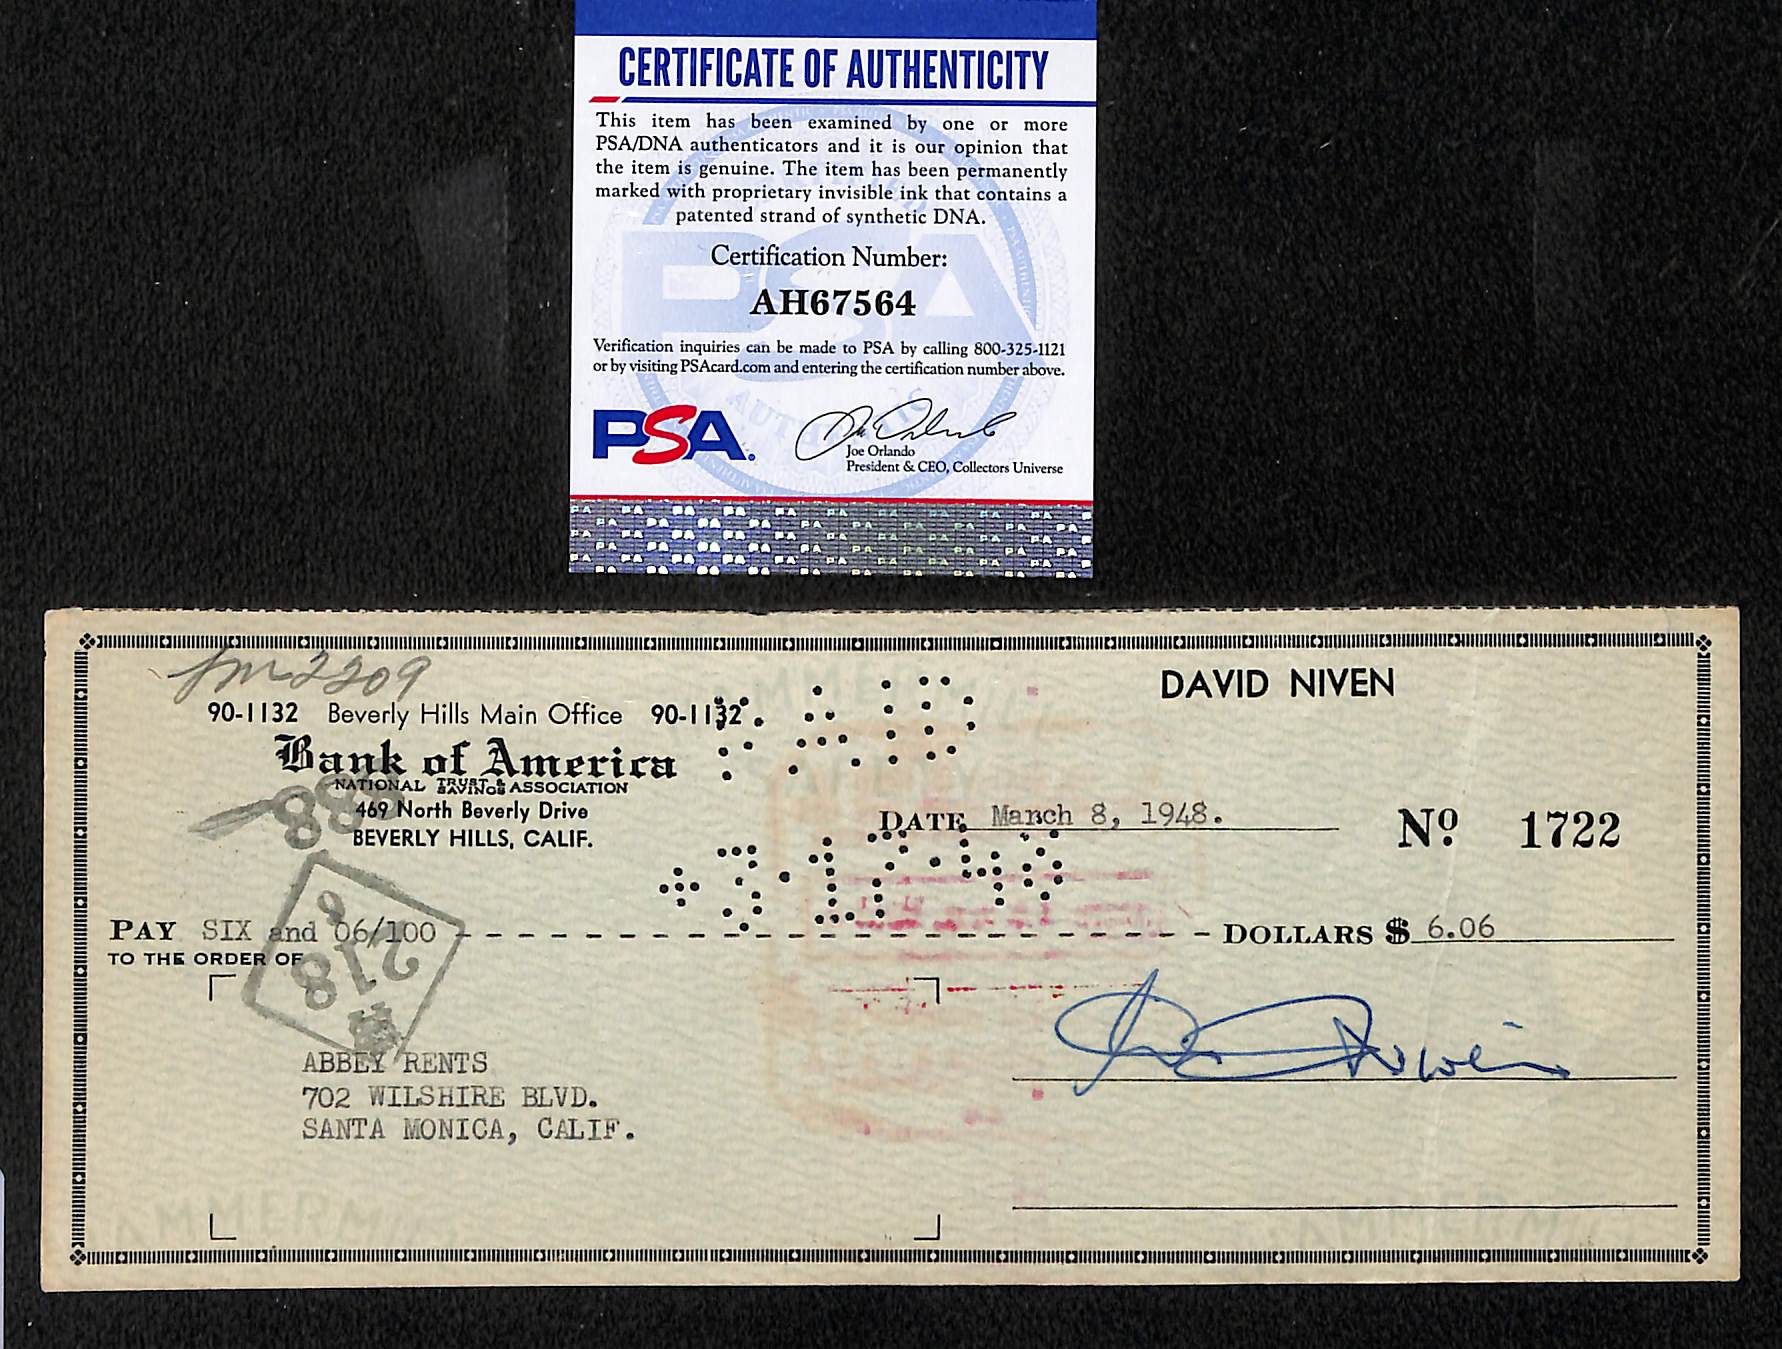 CERTIFICATE OF AUTHENTICITY
This item has been examined by one or more
PSA/DNA authenticators and it is our opinion that
the item is genuine. The item has been permanently
marked with proprietary invisible ink that contains a
patented strand of synthetic DNA.
Certification Number:
AH67564
Verification inquiries can be made to PSA by calling 800-325-1121
or by visiting PSAcard.com and entering the certification number above.
PSA
Joe Orlando
President & CEO, Collectors Universe
2209
DAVID NIVEN
90-1132 Beverly Hills Main Office 90-1132
PAID
Bank of America
NATIONAL TRUST & SAVINGS ASSOCIATION
469 North Beverly Drive
BEVERLY HILLS, CALIF.
888
DATE March 8, 1948.
No 1722
PAY SIX and 06/100 - - - - - - - - - - - - - - - - - - - - - - - DOLLARS $ 6.06
TO THE ORDER OF
218
David Niven
ABBEY RENTS
702 WILSHIRE BLVD.
SANTA MONICA, CALIF.